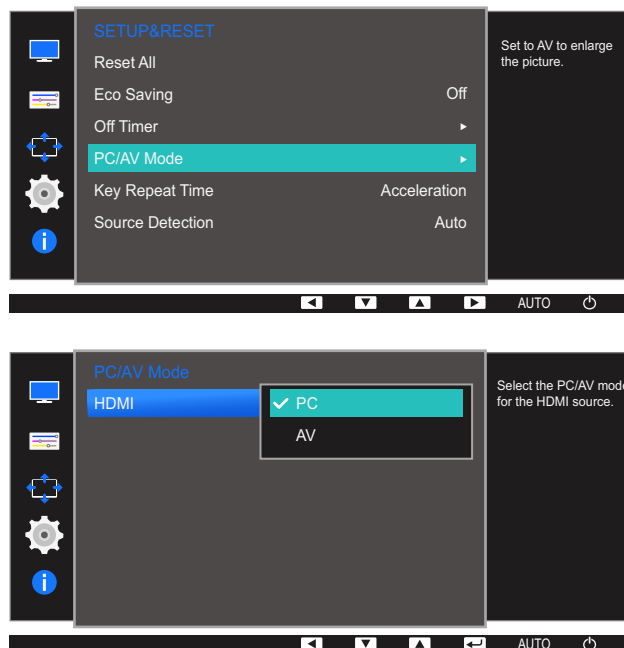 SETUP&RESET
Reset All
Eco Saving Off
Off Timer
PC/AV Mode
Key Repeat Time Acceleration
Source Detection Auto
Set to AV to enlarge
the picture.
AUTO
PC/AV Mode
HDMI
PC
AV
Select the PC/AV mode
for the HDMI source.
AUTO